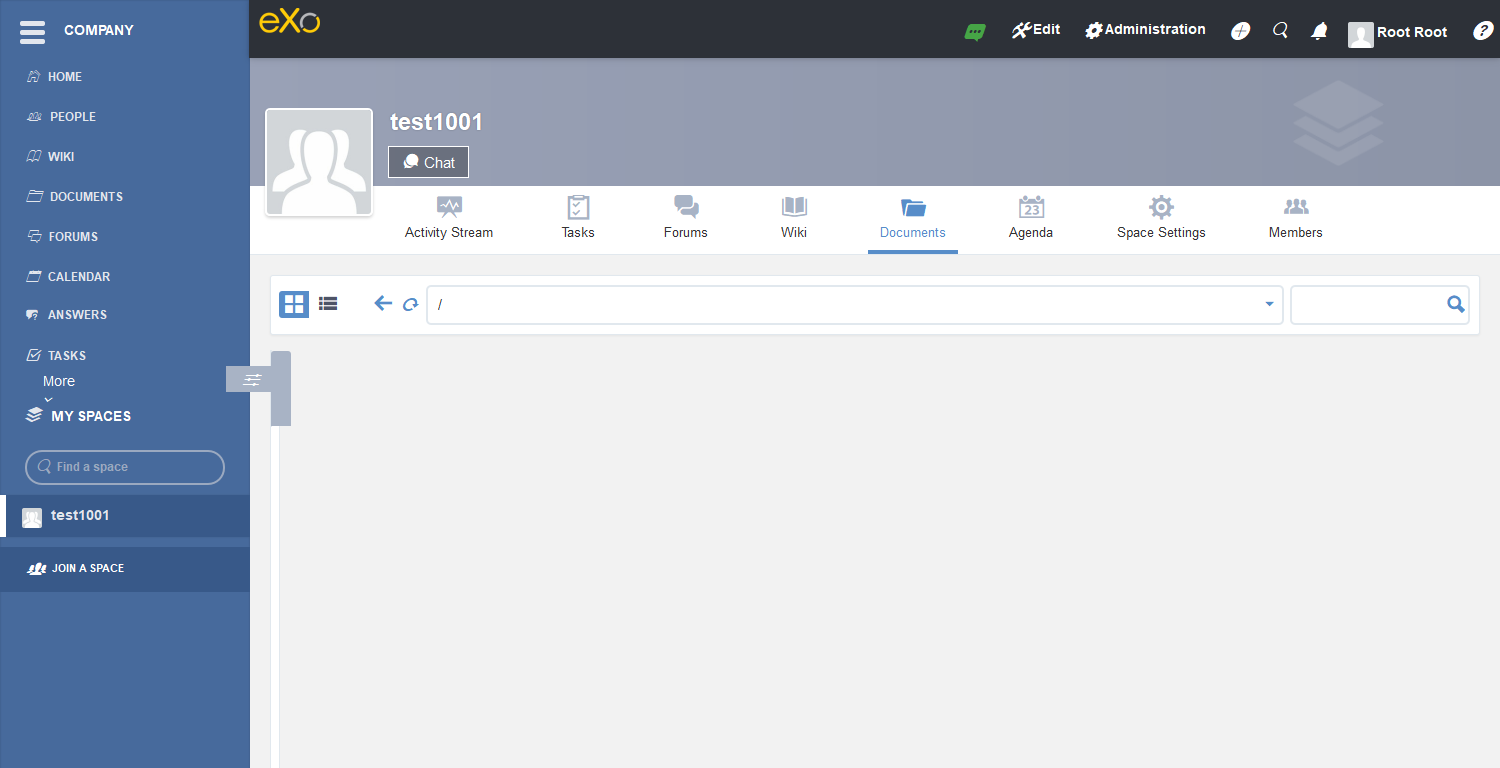 COMPANY
eXo
Edit
Administration
Root Root
?
HOME
PEOPLE
WIKI
DOCUMENTS
FORUMS
CALENDAR
ANSWERS
TASKS
More
MY SPACES
Find a space
test1001
JOIN A SPACE
test1001
Chat
Activity Stream
Tasks
Forums
Wiki
Documents
23
Agenda
Space Settings
Members
/